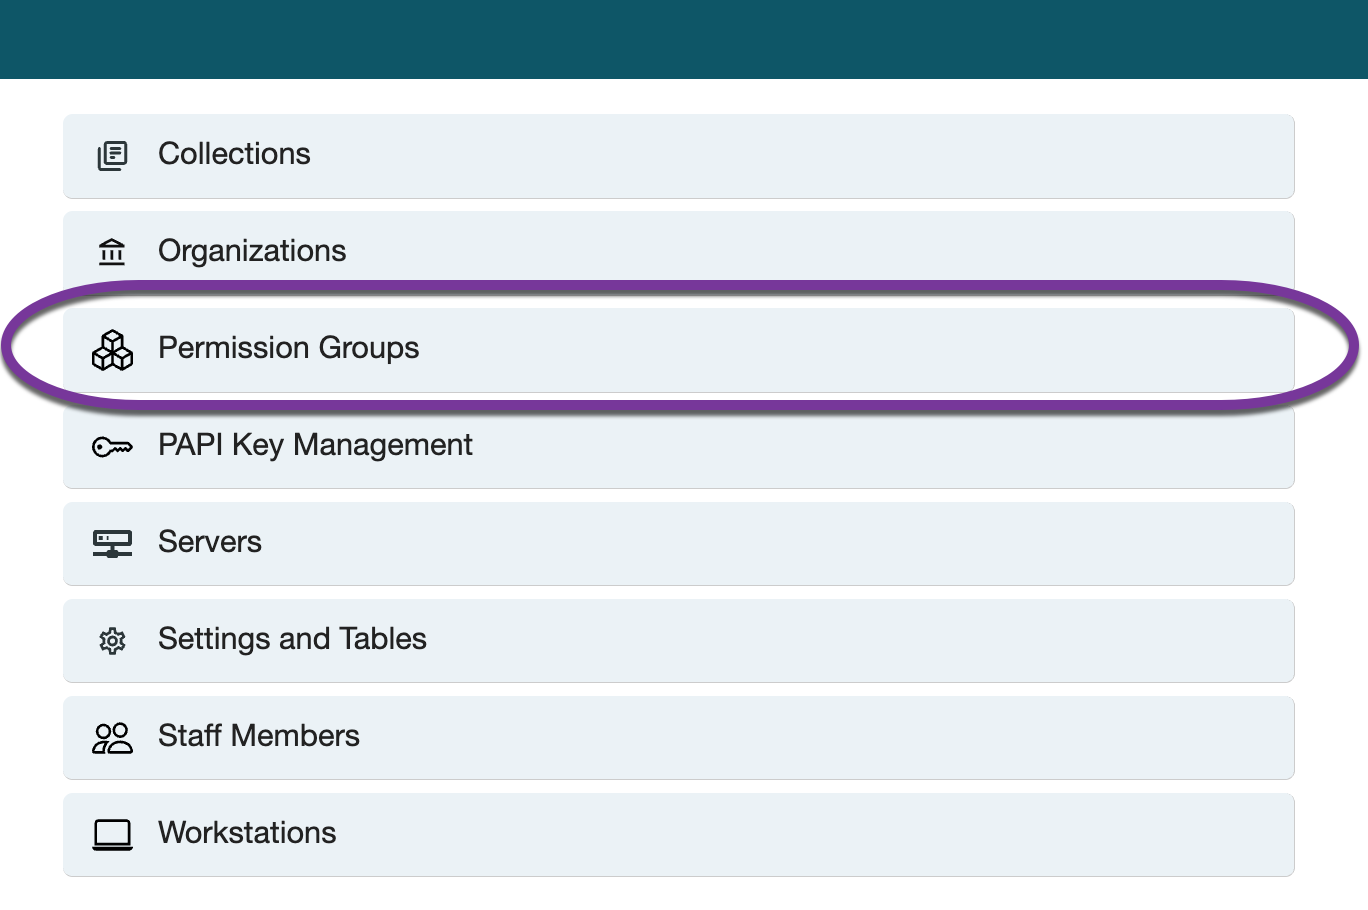 Collections
Organizations
Permission Groups
PAPI Key Management
Servers
Settings and Tables
Staff Members
Workstations